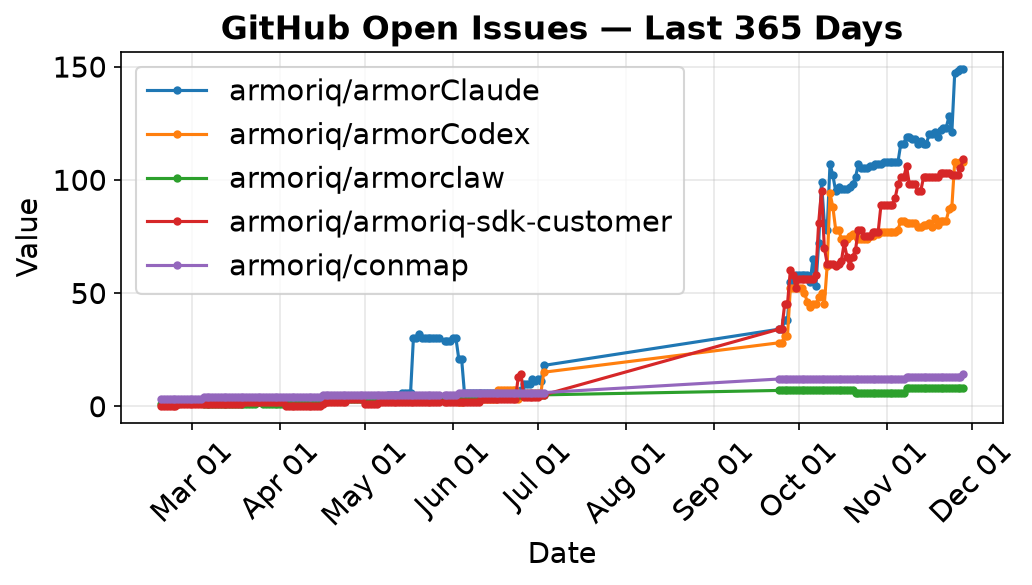 GitHub Open Issues — Last 365 Days
Value
150
100
50
0
armoriq/armorClaude
armoriq/armorCodex
armoriq/armorclaw
armoriq/armoriq-sdk-customer
armoriq/conmap
Mar 01
Apr 01
May 01
Jun 01
Jul 01
Aug 01
Sep 01
Oct 01
Nov 01
Dec 01
Date